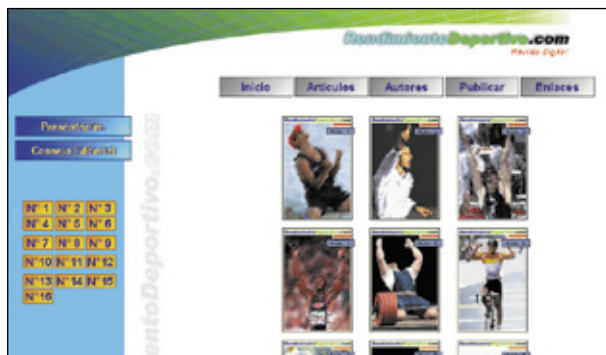 RendimientoDeportivo.com
Revista Digital
Inicio Articulos Autores Publicar Enlaces
Presentación
Consejo Editorial
Nº 1 Nº 2 Nº 3
Nº 4 Nº 5 Nº 6
Nº 7 Nº 8 Nº 9
Nº 10 Nº 11 Nº 12
Nº 13 Nº 14 Nº 15
Nº 16
entoDeportivo.com